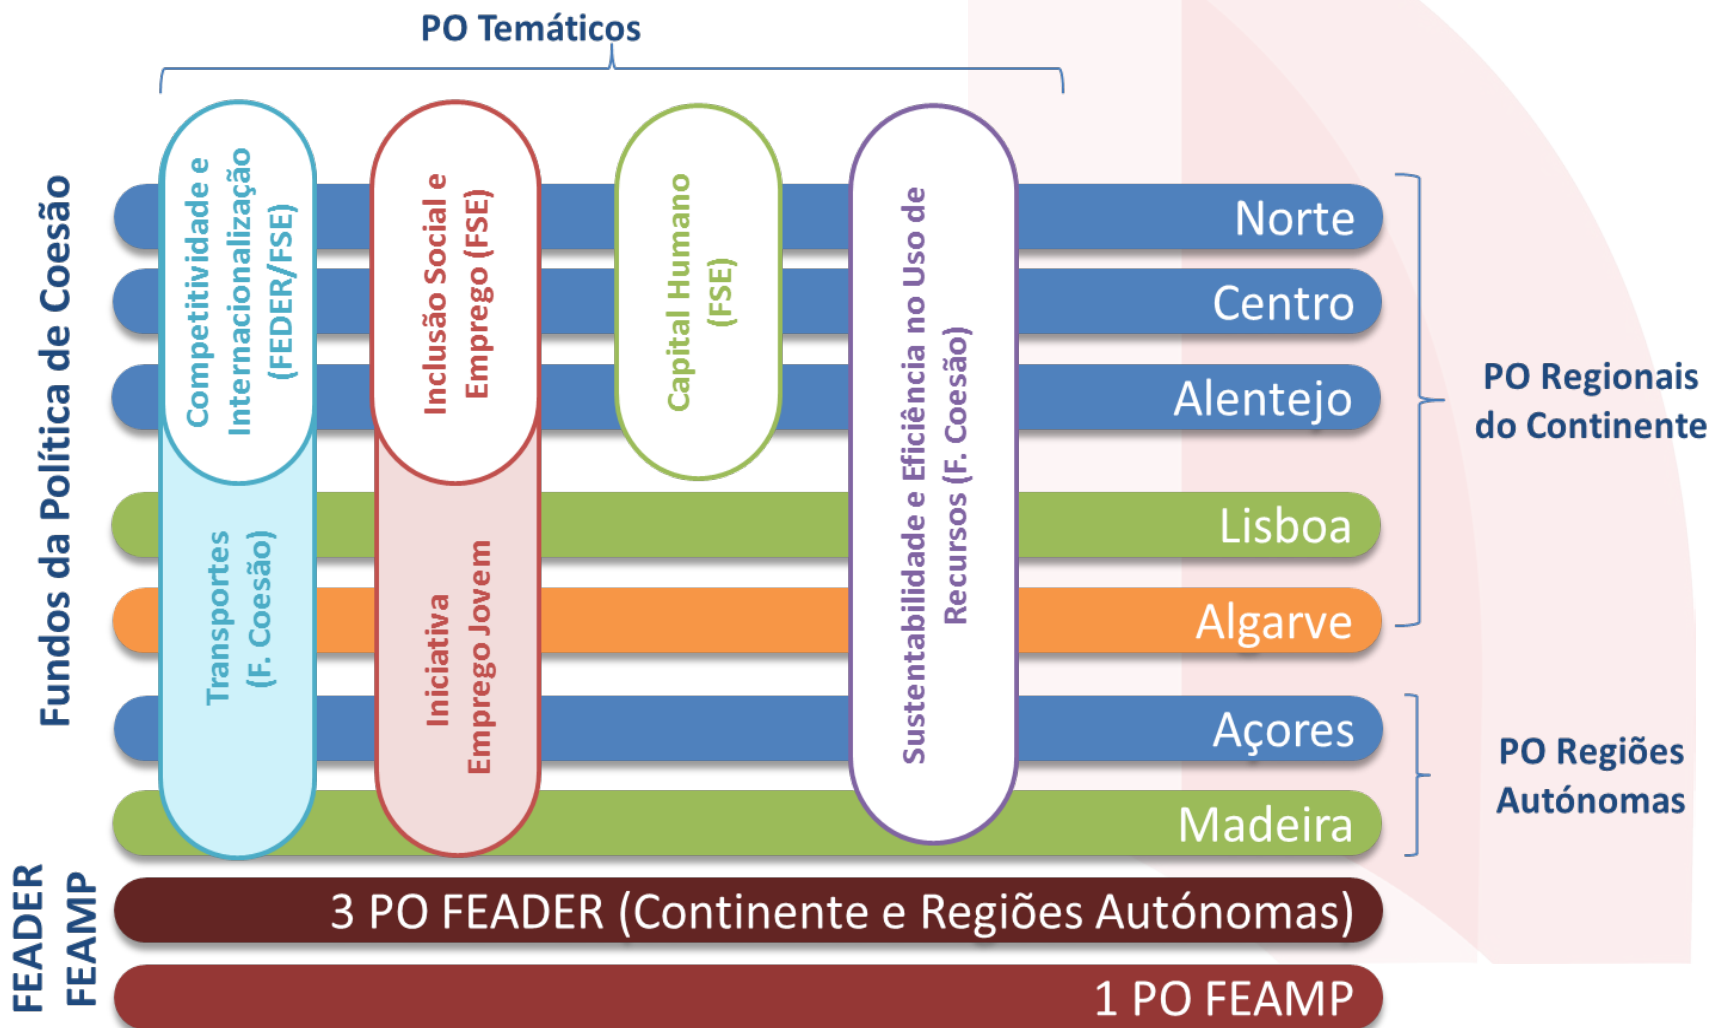 PO Temáticos
Fundos da Política de Coesão
Competitividade e
Internacionalização
(FEDER/FSE)
Transportes
(F. Coesão)
Inclusão Social e
Emprego (FSE)
Iniciativa
Emprego Jovem
Capital Humano
(FSE)
Sustentabilidade e Eficiência no Uso de
Recursos (F. Coesão)
Norte
Centro
Alentejo
Lisboa
Algarve
Açores
Madeira
PO Regionais
do Continente
PO Regiões
Autónomas
FEADER
FEAMP
3 PO FEADER (Continente e Regiões Autónomas)
1 PO FEAMP